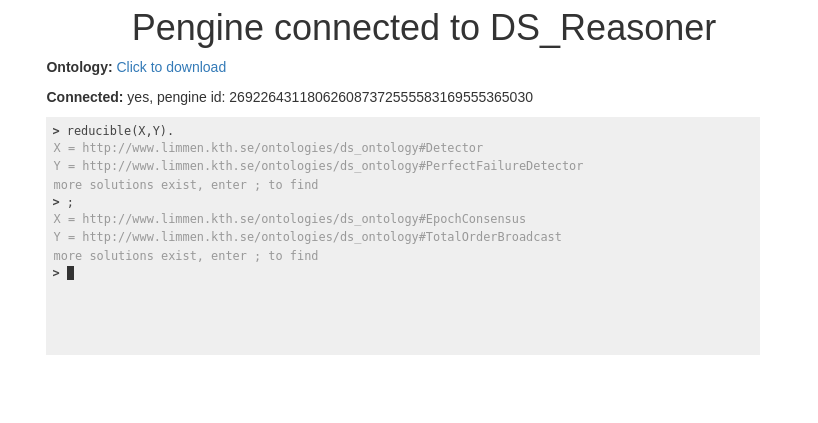 Pengine connected to DS_Reasoner
Ontology: Click to download
Connected: yes, pengine id: 269226431180626087372555583169555365030
> reducible(X,Y).
X = http://www.limmen.kth.se/ontologies/ds_ontology#Detector
Y = http://www.limmen.kth.se/ontologies/ds_ontology#PerfectFailureDetector
more solutions exist, enter ; to find
> ;
X = http://www.limmen.kth.se/ontologies/ds_ontology#EpochConsensus
Y = http://www.limmen.kth.se/ontologies/ds_ontology#TotalOrderBroadcast
more solutions exist, enter ; to find
>